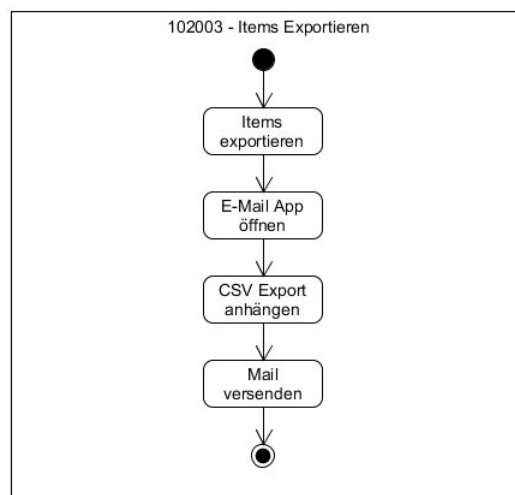 102003 - Items Exportieren
Items
exportieren
E-Mail App
öffnen
CSV Export
anhängen
Mail
versenden